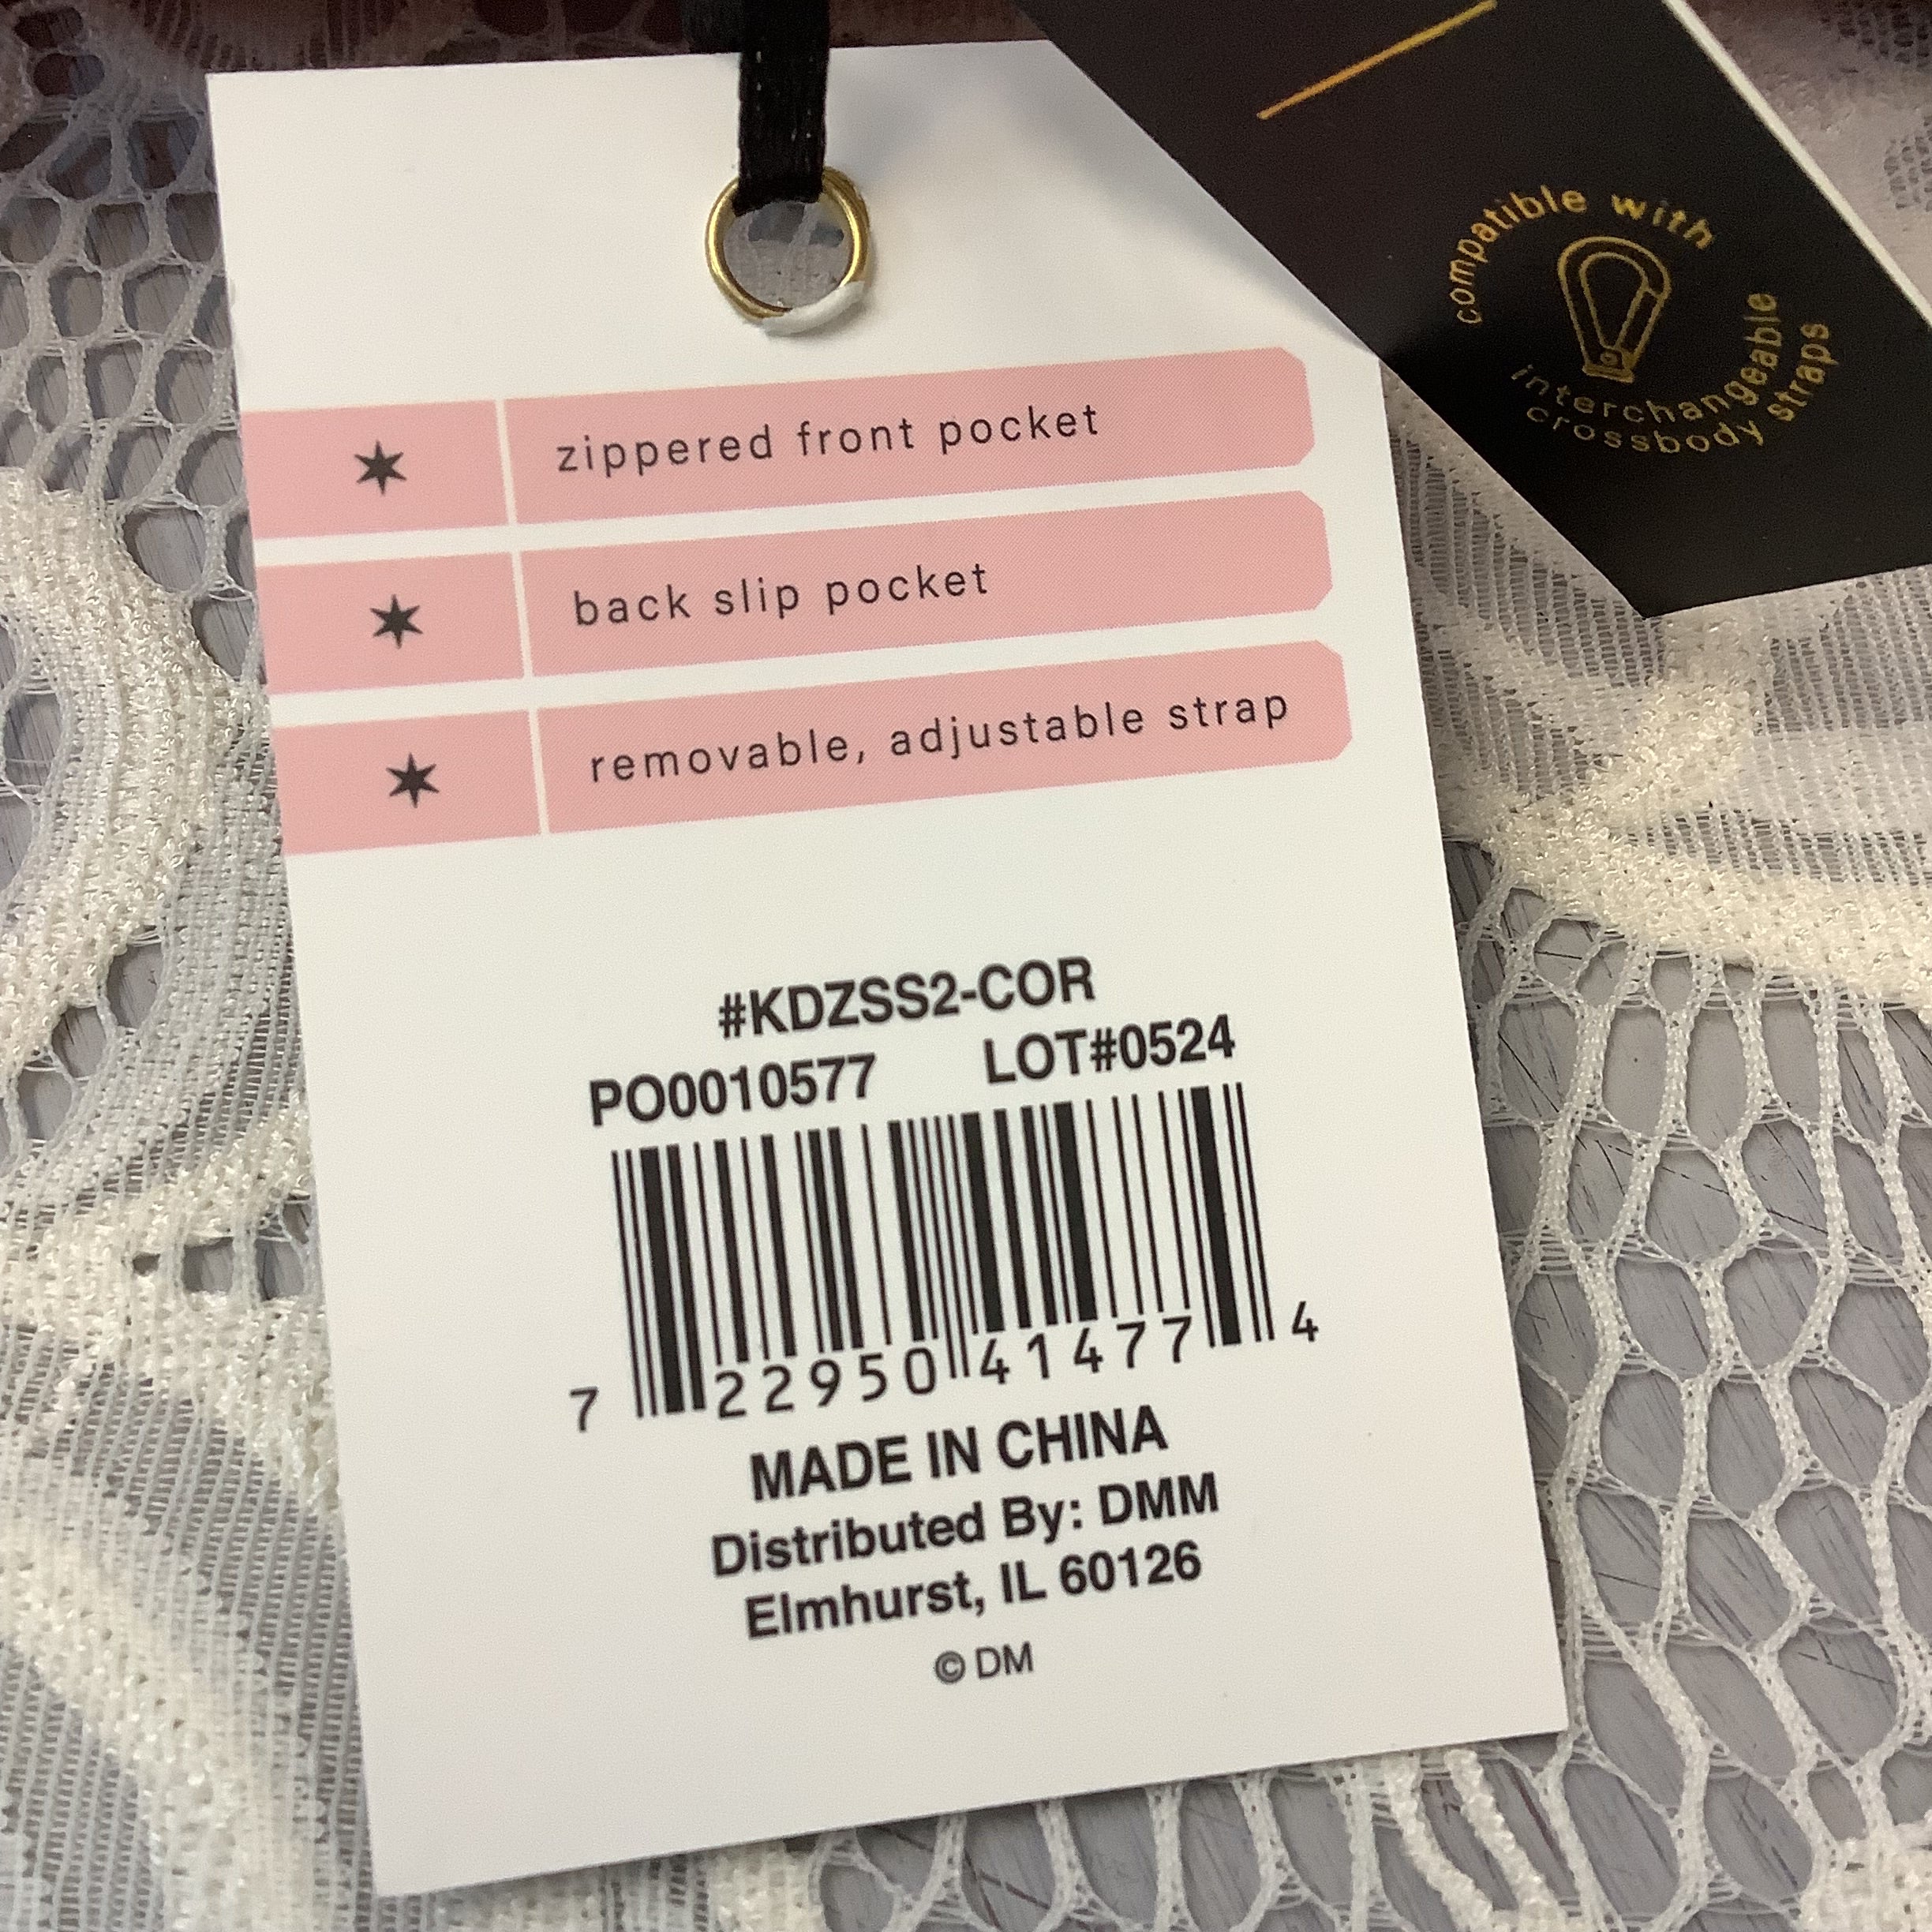 compatible with
interchangeable
crossbody straps
zippered front pocket
back slip pocket
removable, adjustable strap
#KDZSS2-COR
PO0010577 LOT#0524
7 22950 41477 4
MADE IN CHINA
Distributed By: DMM
Elmhurst, IL 60126
© DM